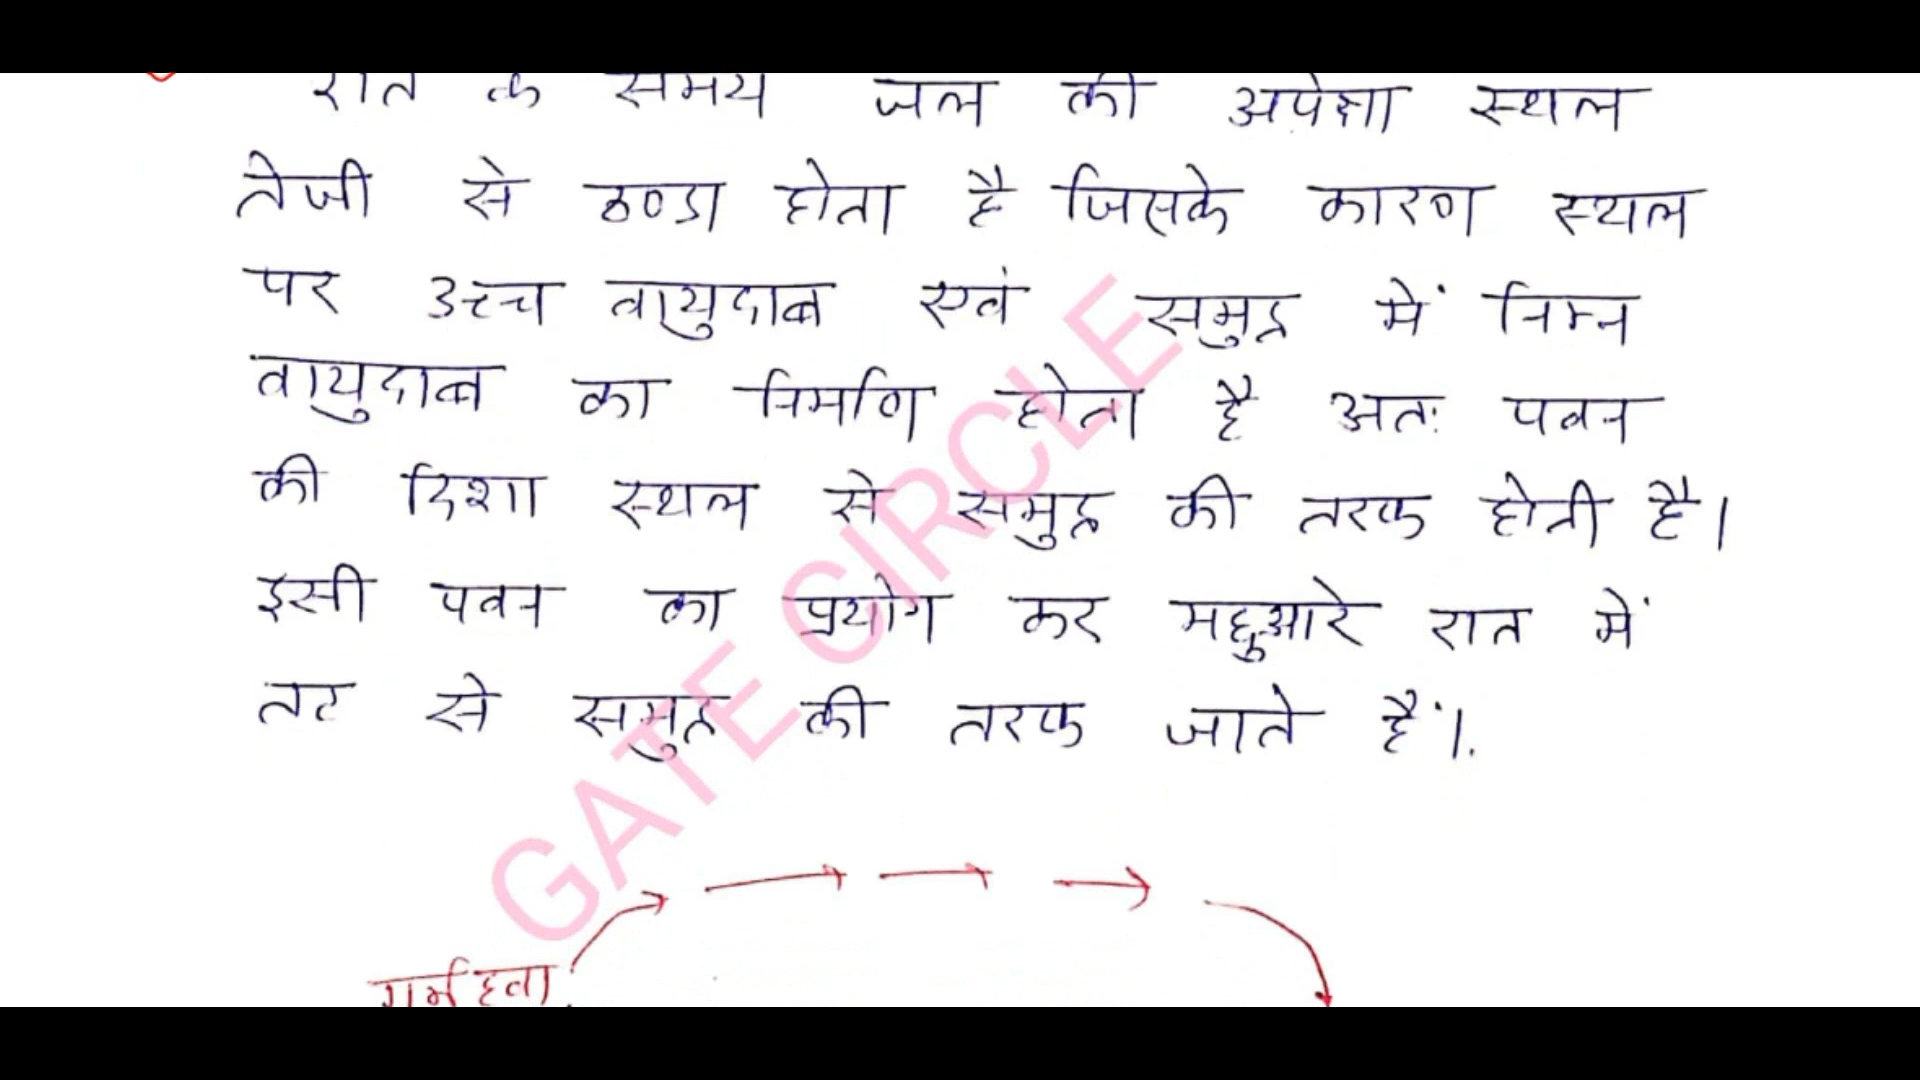 रात के समय जल की अपेक्षा स्थल
तेजी से ठण्डा होता है जिसके कारण स्थल
पर उच्च वायुदाब एवं समुद्र में निम्न
वायुदाब का निर्माण होता है अतः पवन
की दिशा स्थल से समुद्र की तरफ होती है।
इसी पवन का प्रयोग कर मछुआरे रात में
तट से समुद्र की तरफ जाते हैं।
GATE CIRCLE
गर्म हवा